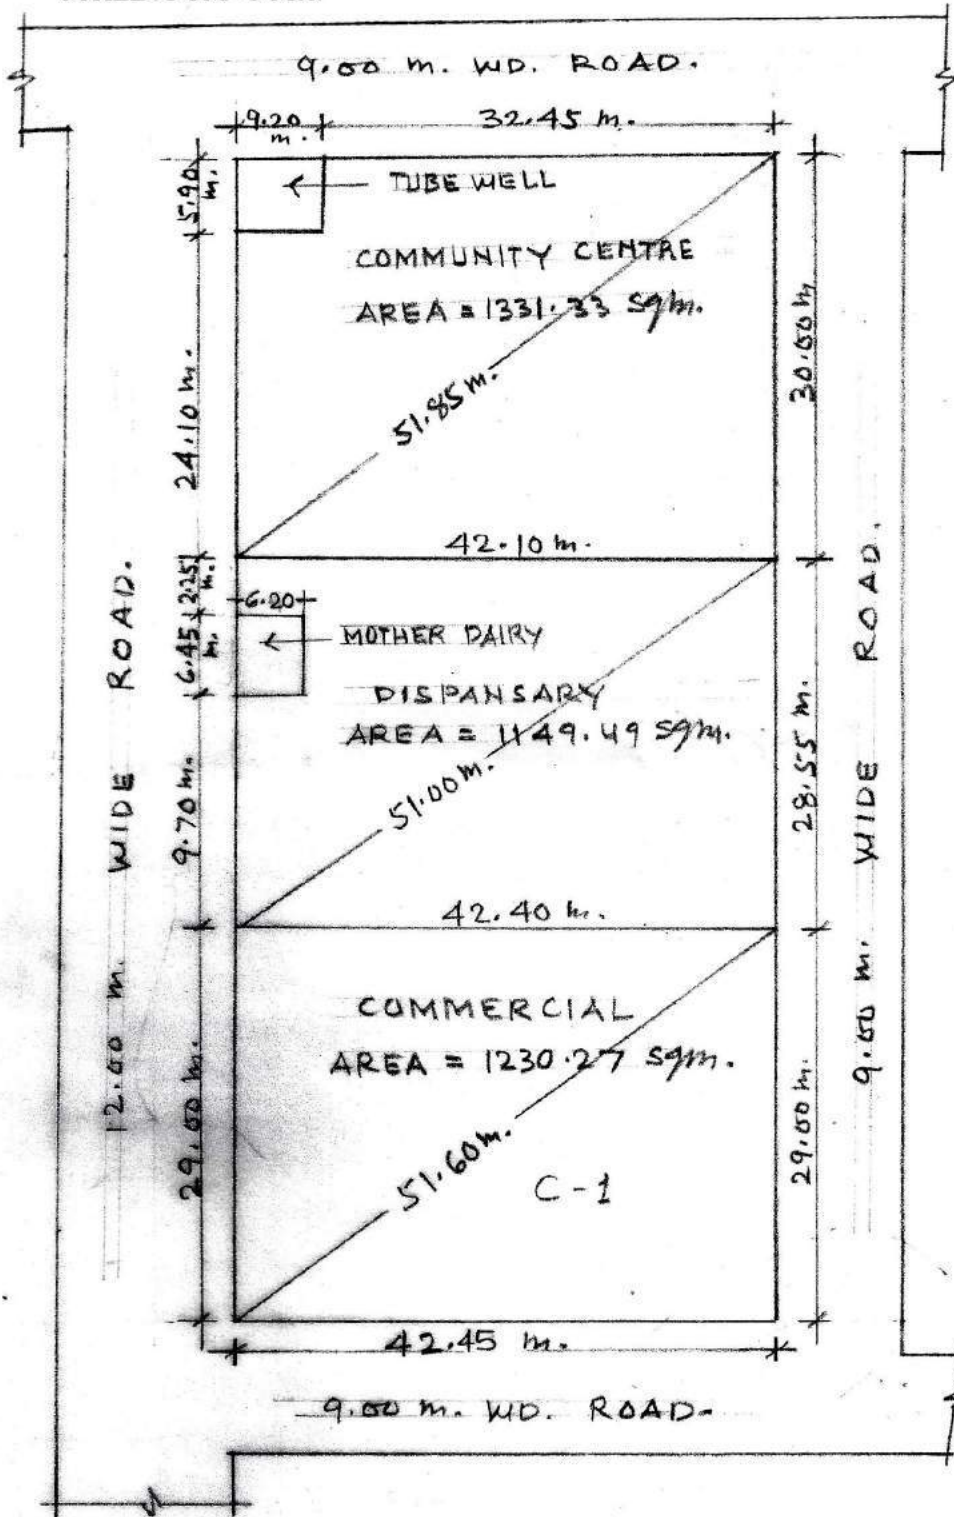 9.00 m. WD. ROAD.
9.20 m.
32.45 m.
5.90 m.
TUBE WELL
COMMUNITY CENTRE
AREA = 1331.33 Sqm.
51.85 m.
24.10 m.
30.00 m
42.10 m.
2.25 m.
6.20
6.45 m.
MOTHER DAIRY
DISPANSARY
AREA = 1149.49 Sqm.
51.00 m.
9.70 m.
28.55 m.
12.00 m. WIDE ROAD.
9.00 m. WIDE ROAD.
42.40 m.
COMMERCIAL
AREA = 1230.27 Sqm.
51.60 m.
C-1
29.00 m.
29.00 m.
42.45 m.
9.00 m. WD. ROAD.